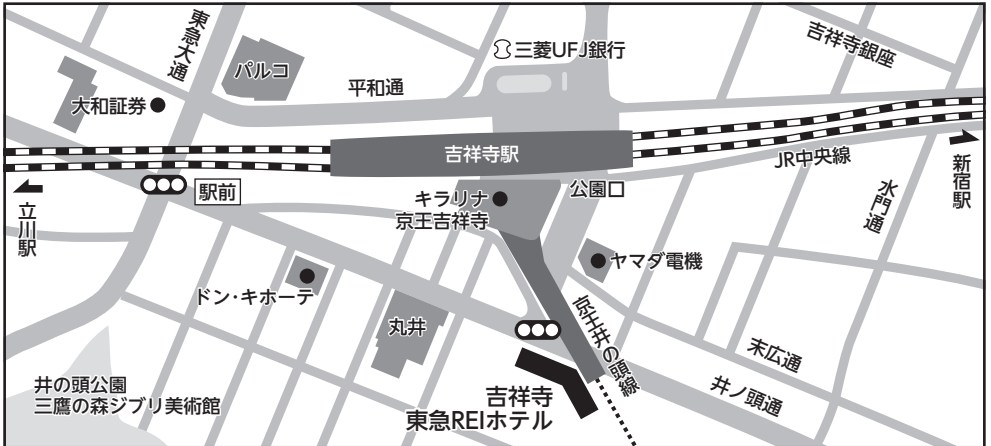 東急大通
パルコ
三菱UFJ銀行
吉祥寺銀座
平和通
大和証券
吉祥寺駅
JR中央線
新宿駅
駅前
立川駅
キラリナ
京王吉祥寺
公園口
水門通
ヤマダ電機
ドン・キホーテ
丸井
京王井の頭線
末広通
井ノ頭通
井の頭公園
三鷹の森ジブリ美術館
吉祥寺
東急REIホテル